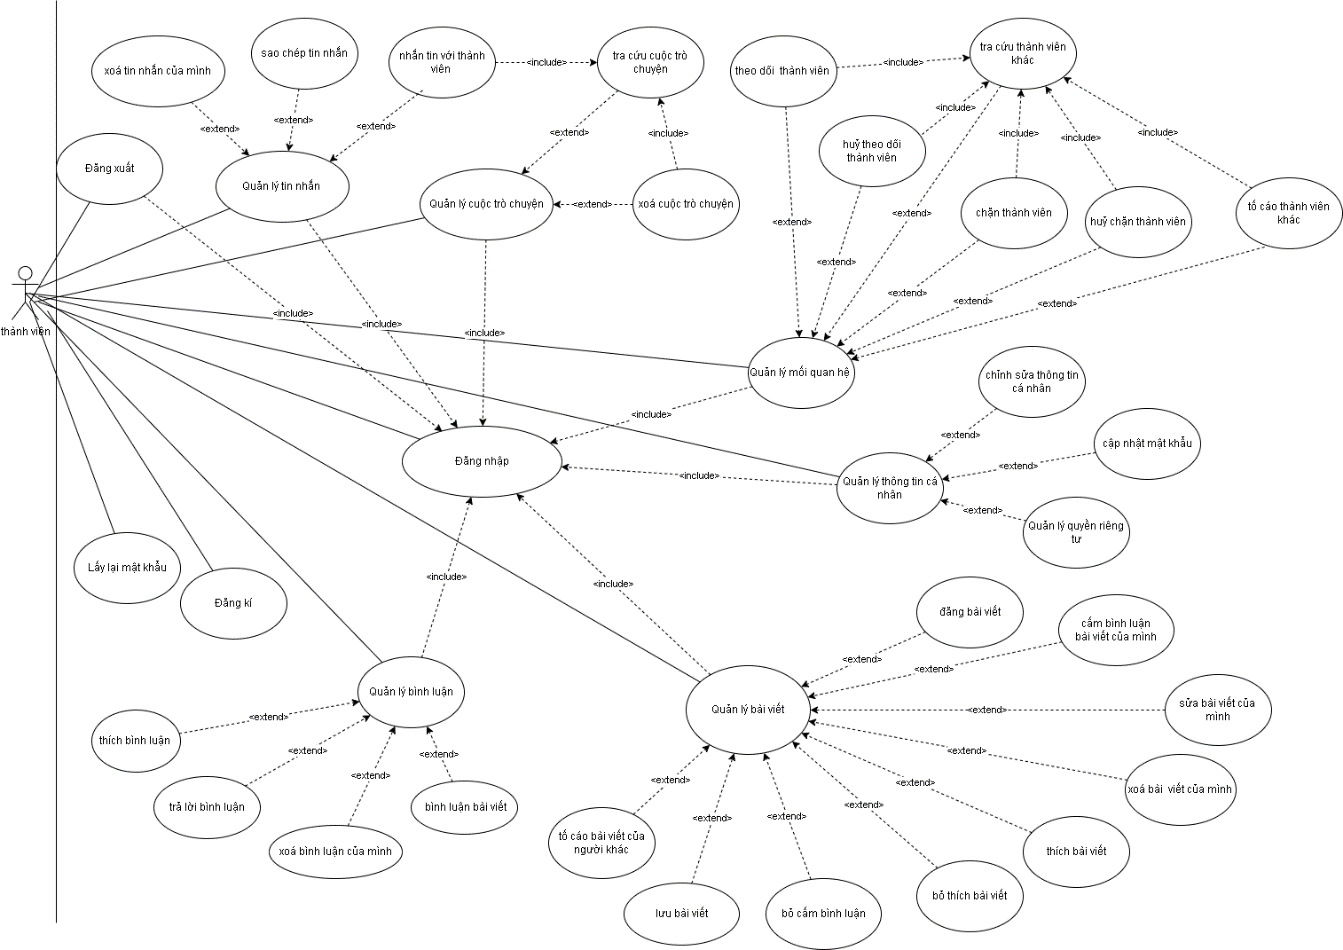 xoá tin nhắn của mình
sao chép tin nhắn
nhắn tin với thành
viên
<include>
tra cứu cuộc trò
chuyện
theo dõi  thành viên
<include>
tra cứu thành viên
khác
<extend>
<extend>
<extend>
<extend>
<include>
<include>
<include>
<include>
<include>
Đăng xuất
Quản lý tin nhắn
Quản lý cuộc trò chuyện
<extend>
xoá cuộc trò chuyện
huỷ theo dõi
thành viên
<extend>
chặn thành viên
huỷ chặn thành viên
tố cáo thành viên
khác
<extend>
<extend>
<extend>
<extend>
<extend>
thành viên
<include>
<include>
<include>
Quản lý mối quan hệ
<include>
chỉnh sửa thông tin
cá nhân
<extend>
cập nhật mật khẩu
<extend>
Đăng nhập
<include>
Quản lý thông tin cá
nhân
<extend>
Quản lý quyền riêng
tư
Lấy lại mật khẩu
Đăng kí
<include>
<include>
đăng bài viết
cấm bình luận
bài viết của mình
<extend>
<extend>
Quản lý bình luận
Quản lý bài viết
<extend>
sửa bài viết của
mình
<extend>
thích bình luận
<extend>
<extend>
<extend>
<extend>
<extend>
<extend>
<extend>
xoá bài  viết của mình
trả lời bình luận
bình luận bài viết
<extend>
<extend>
<extend>
tố cáo bài viết của
người khác
xoá bình luận của mình
thích bài viết
lưu bài viết
bỏ cấm bình luận
bỏ thích bài viết